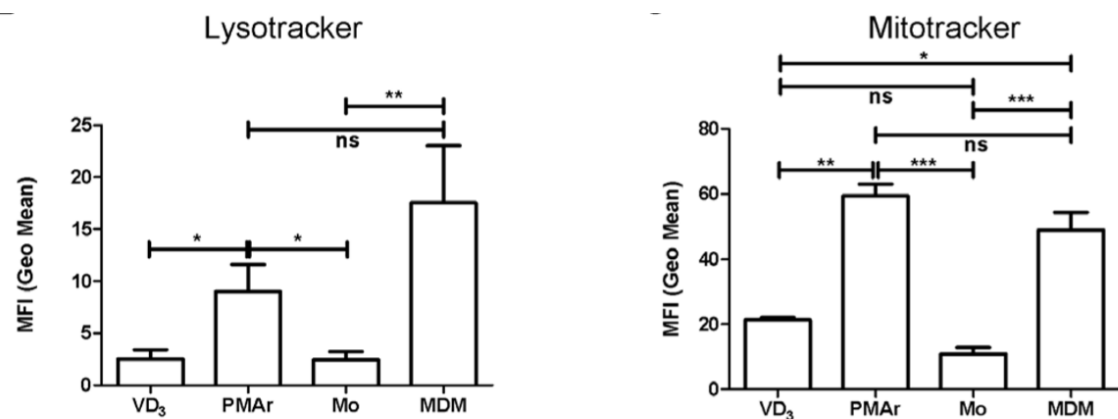 Lysotracker
**
ns
*
*
MFI (Geo Mean)
25
20
15
10
5
0
VD₃ PMAr Mo MDM
Mitotracker
*
ns
***
ns
**
***
MFI (Geo Mean)
80
60
40
20
0
VD₃ PMAr Mo MDM